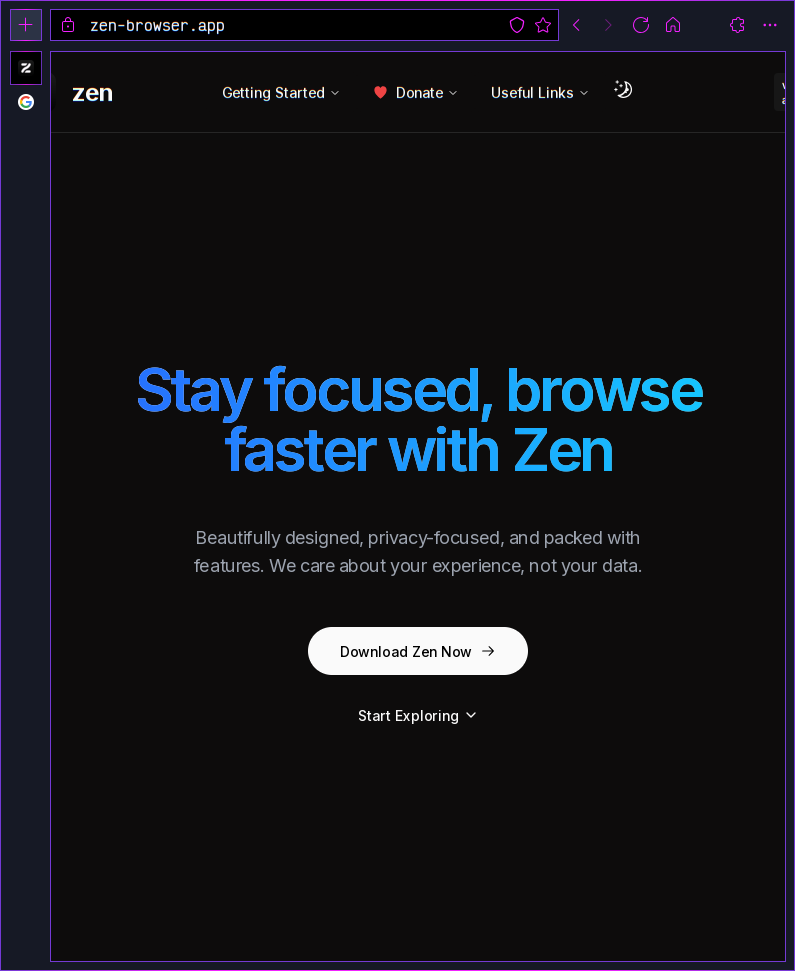 zen-browser.app
zen
Getting Started
Donate
Useful Links
Stay focused, browse
faster with Zen
Beautifully designed, privacy-focused, and packed with
features. We care about your experience, not your data.
Download Zen Now
Start Exploring